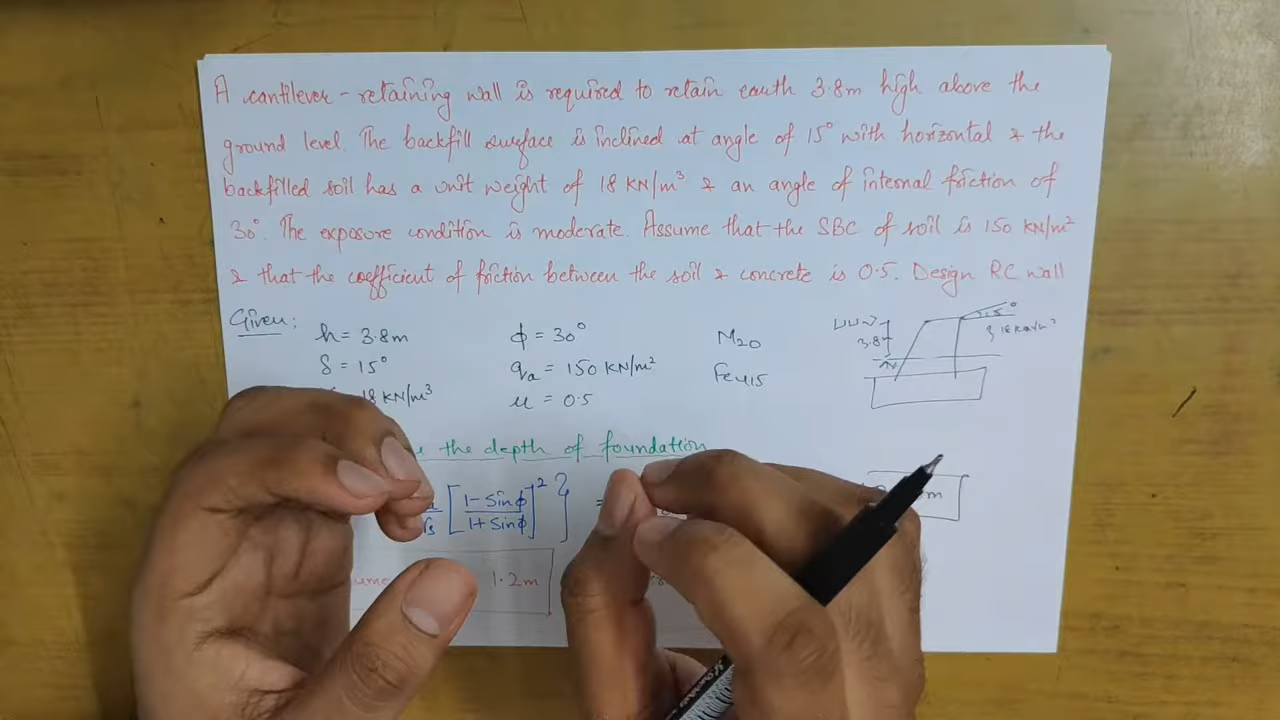 A cantilever - retaining wall is required to retain earth 3.8m high above the
ground level. The backfill surface is inclined at angle of 15° with horizontal & the
backfilled soil has a unit weight of 18 KN/m³ & an angle of internal friction of
30°. The exposure condition is moderate. Assume that the SBC of soil is 150 KN/m²
& that the coefficient of friction between the soil & concrete is 0.5. Design RC wall
Given:
h = 3.8m
δ = 15°
18 KN/m³
φ = 30°
qa = 150 KN/m²
μ = 0.5
M20
Fe415
3.8
the depth of foundation
[1 - Sinφ / 1 + Sinφ]² } =
m
1.2m